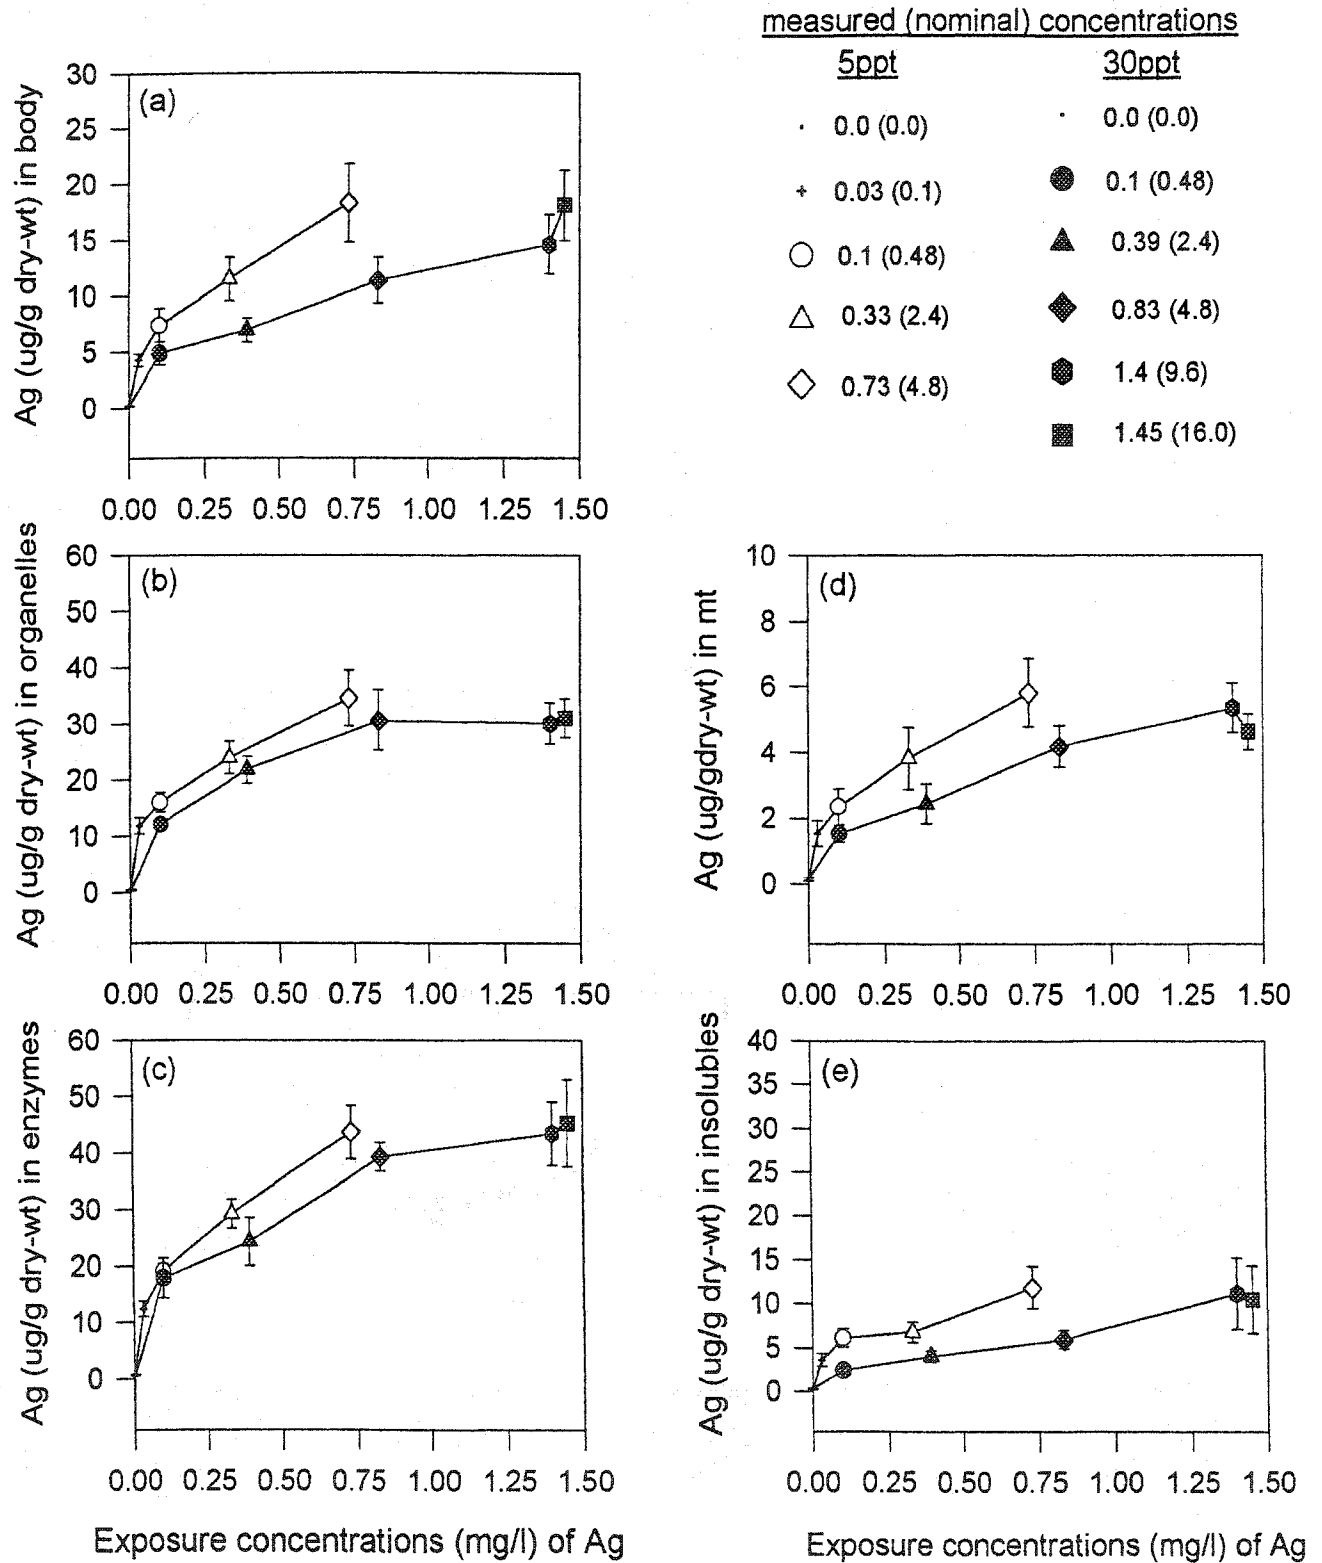 measured (nominal) concentrations
5ppt 30ppt
0.0 (0.0) 0.0 (0.0)
0.03 (0.1) 0.1 (0.48)
0.1 (0.48) 0.39 (2.4)
0.33 (2.4) 0.83 (4.8)
0.73 (4.8) 1.4 (9.6)
1.45 (16.0)
(a)
Ag (ug/g dry-wt) in body
30
25
20
15
10
5
0
0.00 0.25 0.50 0.75 1.00 1.25 1.50
(b)
Ag (ug/g dry-wt) in organelles
60
50
40
30
20
10
0
0.00 0.25 0.50 0.75 1.00 1.25 1.50
(c)
Ag (ug/g dry-wt) in enzymes
60
50
40
30
20
10
0
0.00 0.25 0.50 0.75 1.00 1.25 1.50
Exposure concentrations (mg/l) of Ag
(d)
Ag (ug/gdry-wt) in mt
10
8
6
4
2
0
0.00 0.25 0.50 0.75 1.00 1.25 1.50
(e)
Ag (ug/g dry-wt) in insolubles
40
35
30
25
20
15
10
5
0
0.00 0.25 0.50 0.75 1.00 1.25 1.50
Exposure concentrations (mg/l) of Ag